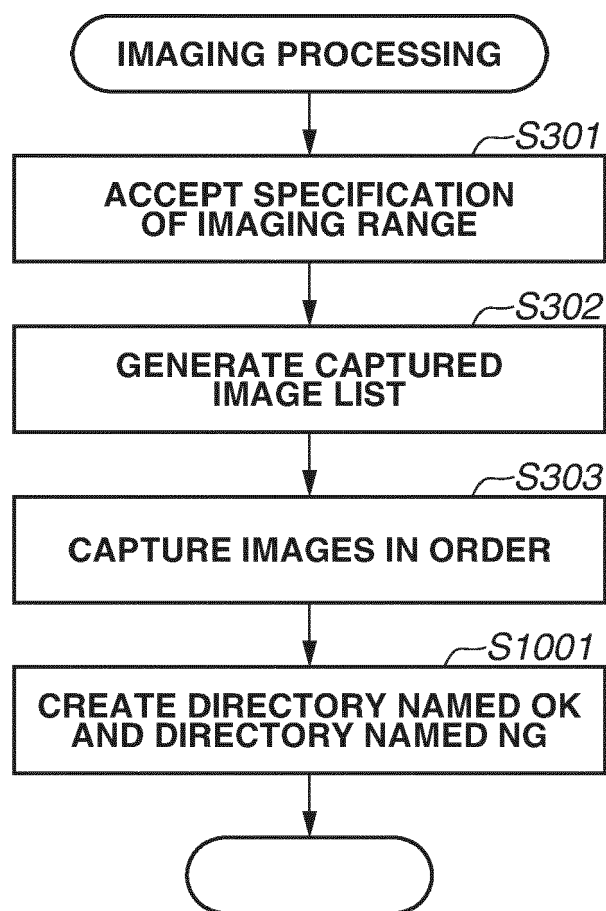 IMAGING PROCESSING
S301
ACCEPT SPECIFICATION
OF IMAGING RANGE
S302
GENERATE CAPTURED
IMAGE LIST
S303
CAPTURE IMAGES IN ORDER
S1001
CREATE DIRECTORY NAMED OK
AND DIRECTORY NAMED NG